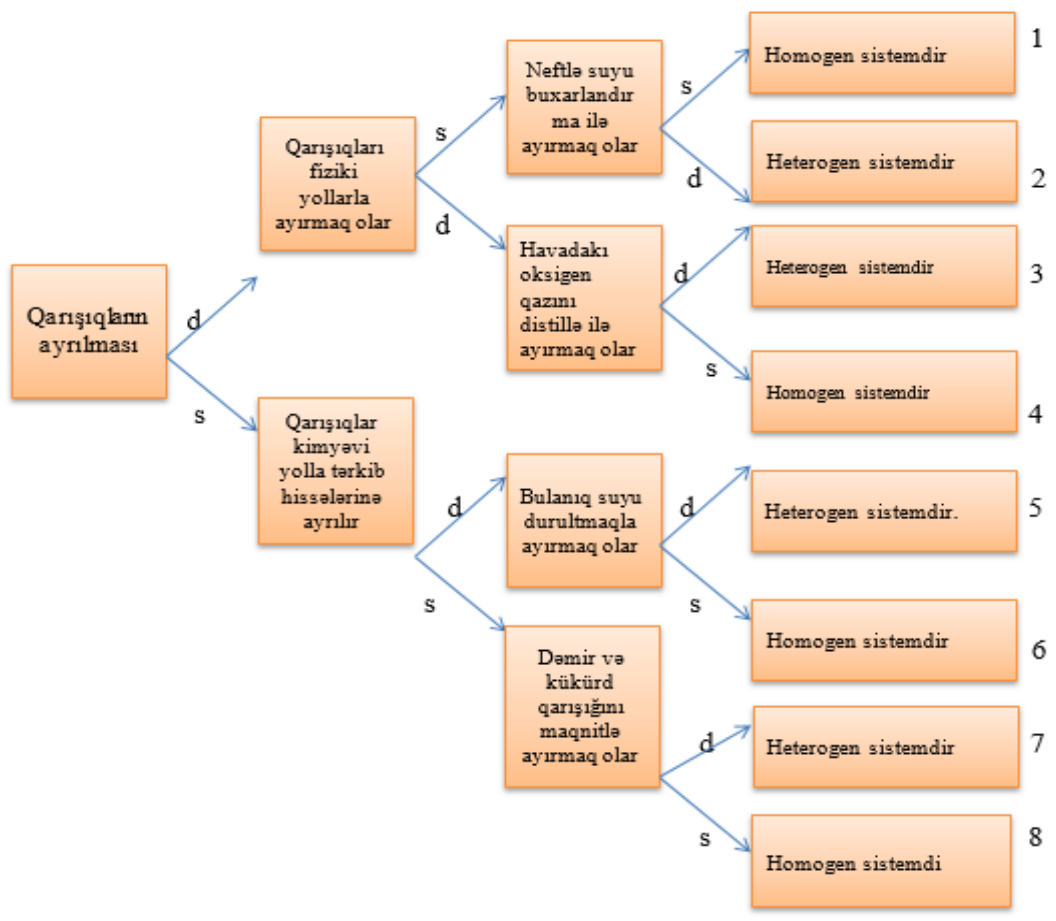 Qarışıqların
ayrılması
d
s
Qarışıqları
fiziki
yollarla
ayırmaq olar
s
d
Qarışıqlar
kimyəvi
yolla tərkib
hissələrinə
ayrılır
d
s
Neftlə suyu
buxarlandır
ma ilə
ayırmaq olar
s
d
Havadakı
oksigen
qazını
distillə ilə
ayırmaq olar
d
s
Bulanıq suyu
durultmaqla
ayırmaq olar
d
s
Dəmir və
kükürd
qarışığını
maqnitlə
ayırmaq olar
d
s
Homogen sistemdir 1
Heterogen sistemdir 2
Heterogen sistemdir 3
Homogen sistemdir 4
Heterogen sistemdir. 5
Homogen sistemdir 6
Heterogen sistemdir 7
Homogen sistemdi 8